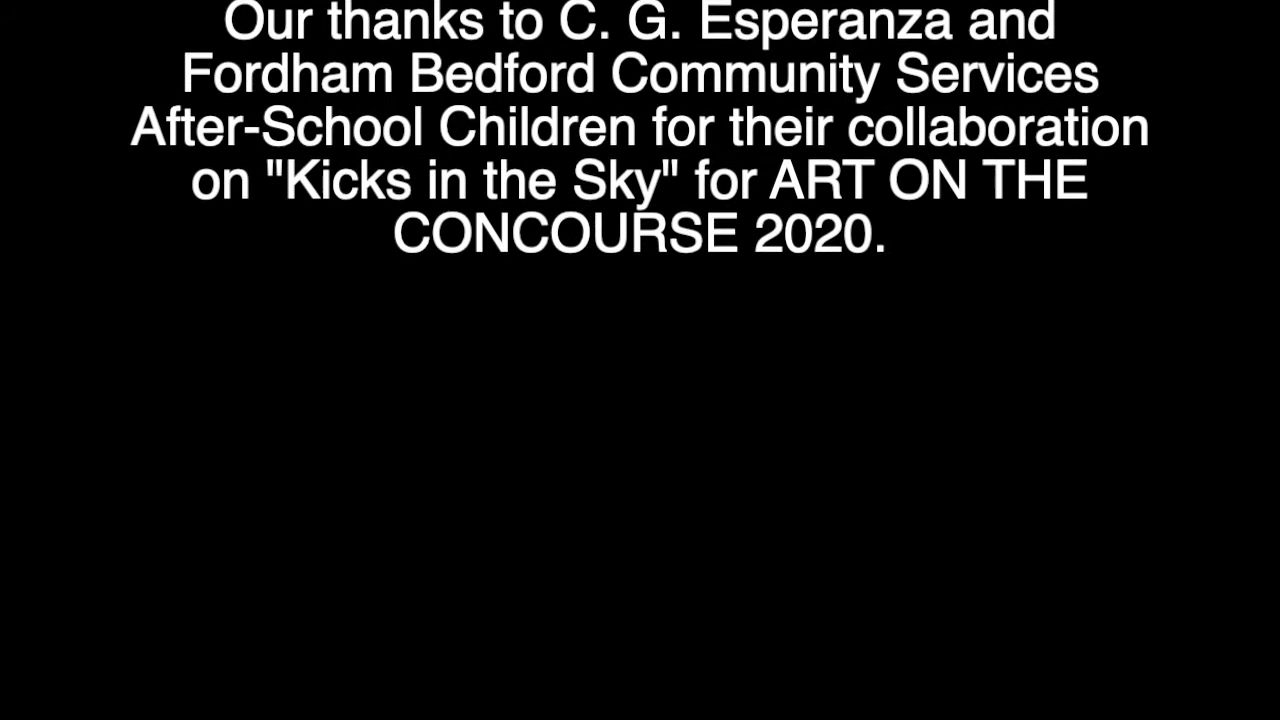 Our thanks to C. G. Esperanza and
Fordham Bedford Community Services
After-School Children for their collaboration
on "Kicks in the Sky" for ART ON THE
CONCOURSE 2020.